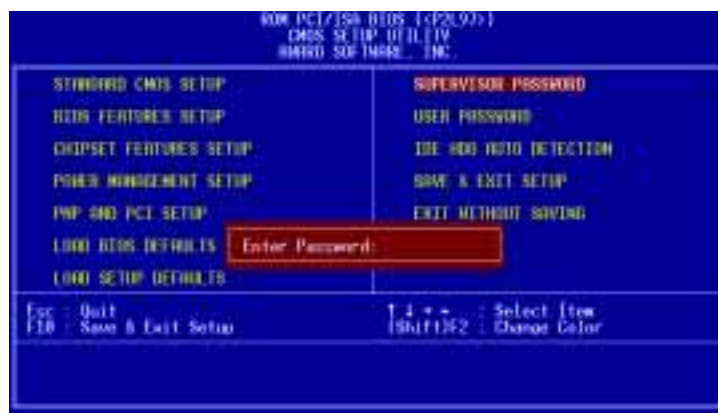 ROM PCI/ISA BIOS (<P2L97>)
CMOS SETUP UTILITY
AWARD SOFTWARE, INC.
STANDARD CMOS SETUP
BIOS FEATURES SETUP
CHIPSET FEATURES SETUP
POWER MANAGEMENT SETUP
PNP AND PCI SETUP
LOAD BIOS DEFAULTS
LOAD SETUP DEFAULTS
SUPERVISOR PASSWORD
USER PASSWORD
IDE HDD AUTO DETECTION
SAVE & EXIT SETUP
EXIT WITHOUT SAVING
Enter Password:
Esc : Quit
F10 : Save & Exit Setup
↑ ↓ → ← : Select Item
(Shift)F2 : Change Color